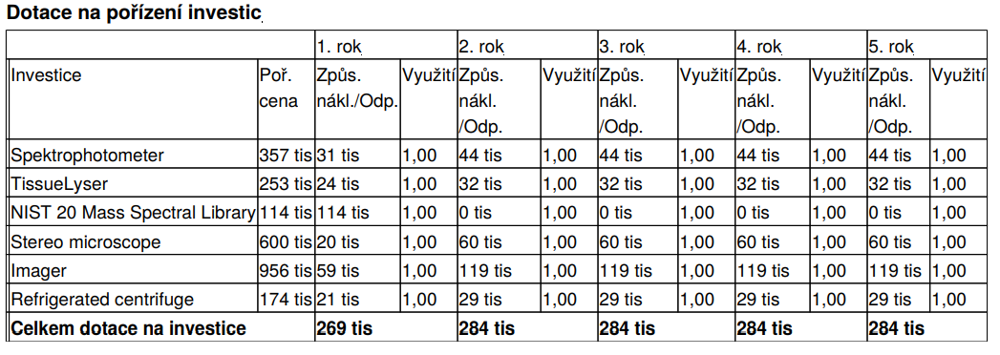 Dotace na pořízení investic
1. rok 2. rok 3. rok 4. rok 5. rok
Investice Poř. cena Způs. nákl./Odp. Využití Způs. nákl. /Odp. Využití Způs. nákl. /Odp. Využití Způs. nákl. /Odp. Využití Způs. nákl. /Odp. Využití
Spektrophotometer 357 tis 31 tis 1,00 44 tis 1,00 44 tis 1,00 44 tis 1,00 44 tis 1,00
TissueLyser 253 tis 24 tis 1,00 32 tis 1,00 32 tis 1,00 32 tis 1,00 32 tis 1,00
NIST 20 Mass Spectral Library 114 tis 114 tis 1,00 0 tis 1,00 0 tis 1,00 0 tis 1,00 0 tis 1,00
Stereo microscope 600 tis 20 tis 1,00 60 tis 1,00 60 tis 1,00 60 tis 1,00 60 tis 1,00
Imager 956 tis 59 tis 1,00 119 tis 1,00 119 tis 1,00 119 tis 1,00 119 tis 1,00
Refrigerated centrifuge 174 tis 21 tis 1,00 29 tis 1,00 29 tis 1,00 29 tis 1,00 29 tis 1,00
Celkem dotace na investice 269 tis 284 tis 284 tis 284 tis 284 tis